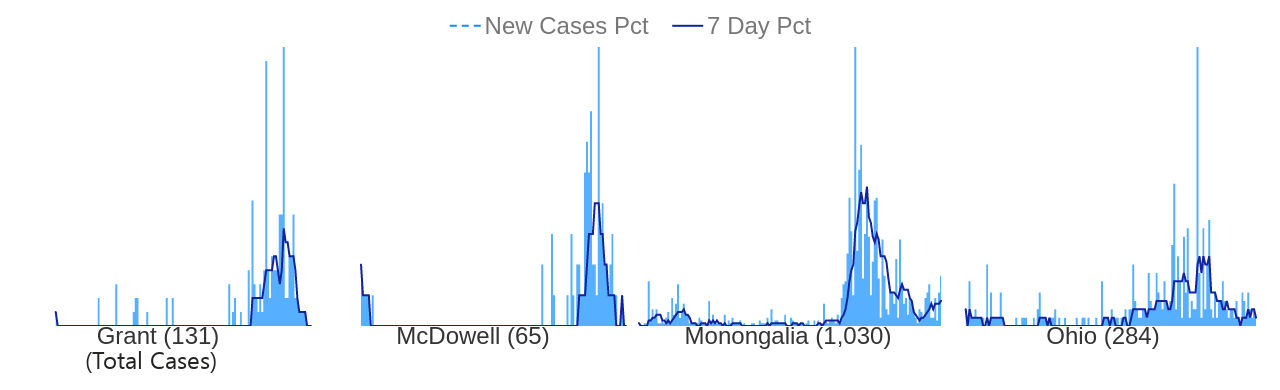 New Cases Pct 7 Day Pct
Grant (131) McDowell (65) Monongalia (1,030) Ohio (284)
(Total Cases)